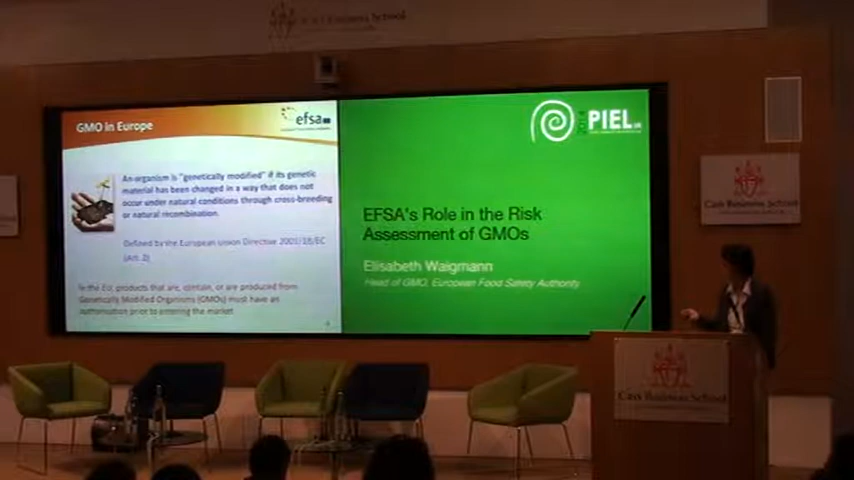 Cass Business School
GMO in Europe
efsa
An organism is "genetically modified" if its genetic
material has been changed in a way that does not
occur under natural conditions through cross-breeding
or natural recombination.
Defined by the European union Directive 2001/18/EC
(Art. 2)
In the EU, products that are, contain, or are produced from
Genetically Modified Organisms (GMOs) must have an
authorisation prior to entering the market
2014
PIEL
EFSA's Role in the Risk
Assessment of GMOs
Elisabeth Waigmann
Head of GMO, European Food Safety Authority
Cass Business School
Cass Business School